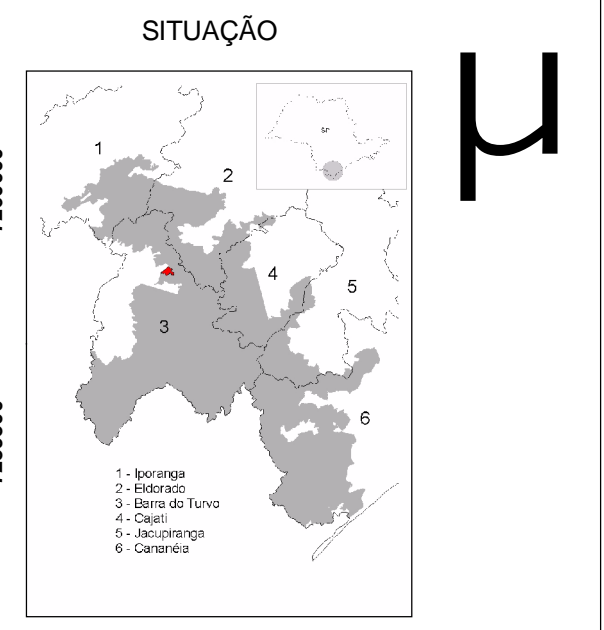 SITUAÇÃO
µ
SP
1
2
3
4
5
6
1 - Iporanga
2 - Eldorado
3 - Barra do Turvo
4 - Cajati
5 - Jacupiranga
6 - Cananéia